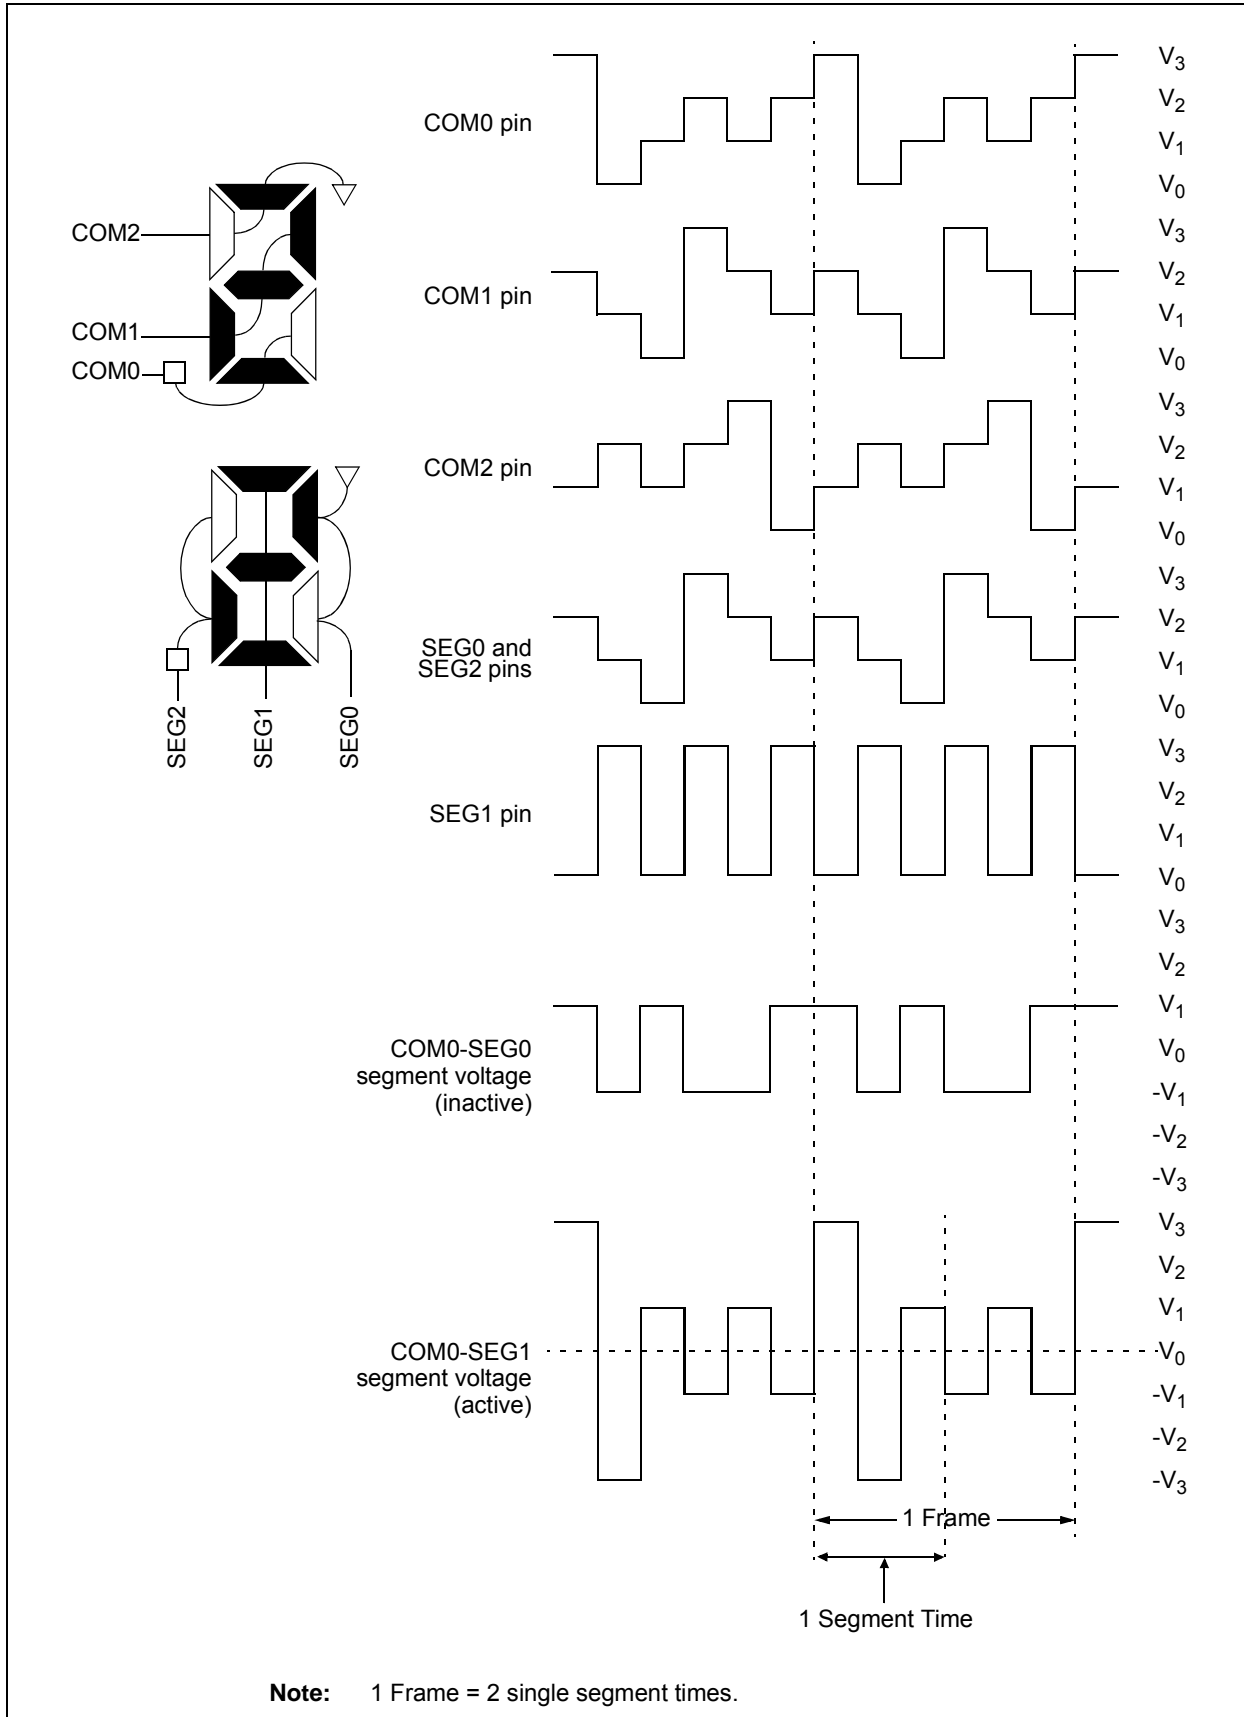 COM0 pin
V3
V2
V1
V0
COM2
COM1
COM0
COM1 pin
V3
V2
V1
V0
COM2 pin
V3
V2
V1
V0
SEG2
SEG1
SEG0
SEG0 and
SEG2 pins
V3
V2
V1
V0
SEG1 pin
V3
V2
V1
V0
COM0-SEG0
segment voltage
(inactive)
V3
V2
V1
V0
-V1
-V2
-V3
COM0-SEG1
segment voltage
(active)
V3
V2
V1
V0
-V1
-V2
-V3
1 Frame
1 Segment Time
Note: 1 Frame = 2 single segment times.